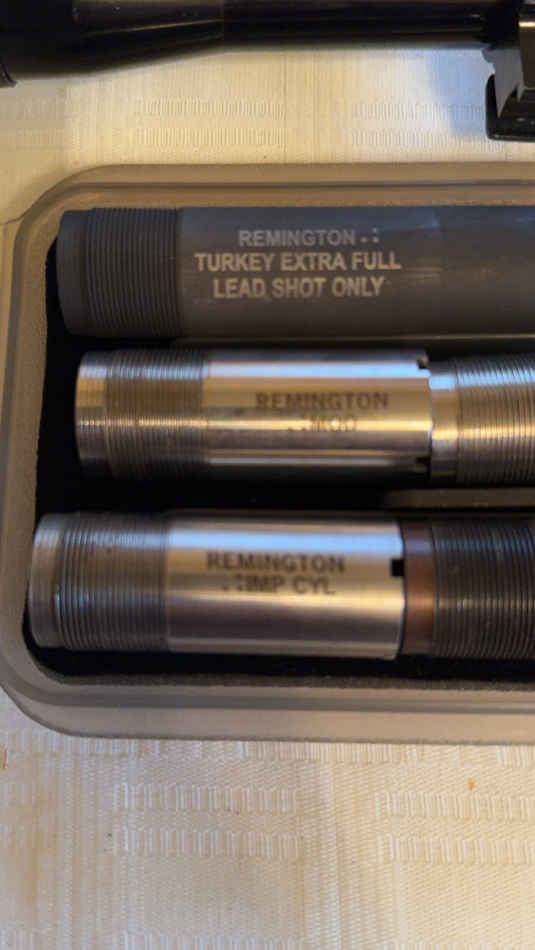 REMINGTON .:
TURKEY EXTRA FULL
LEAD SHOT ONLY
REMINGTON
.:MOD
REMINGTON
.:IMP CYL